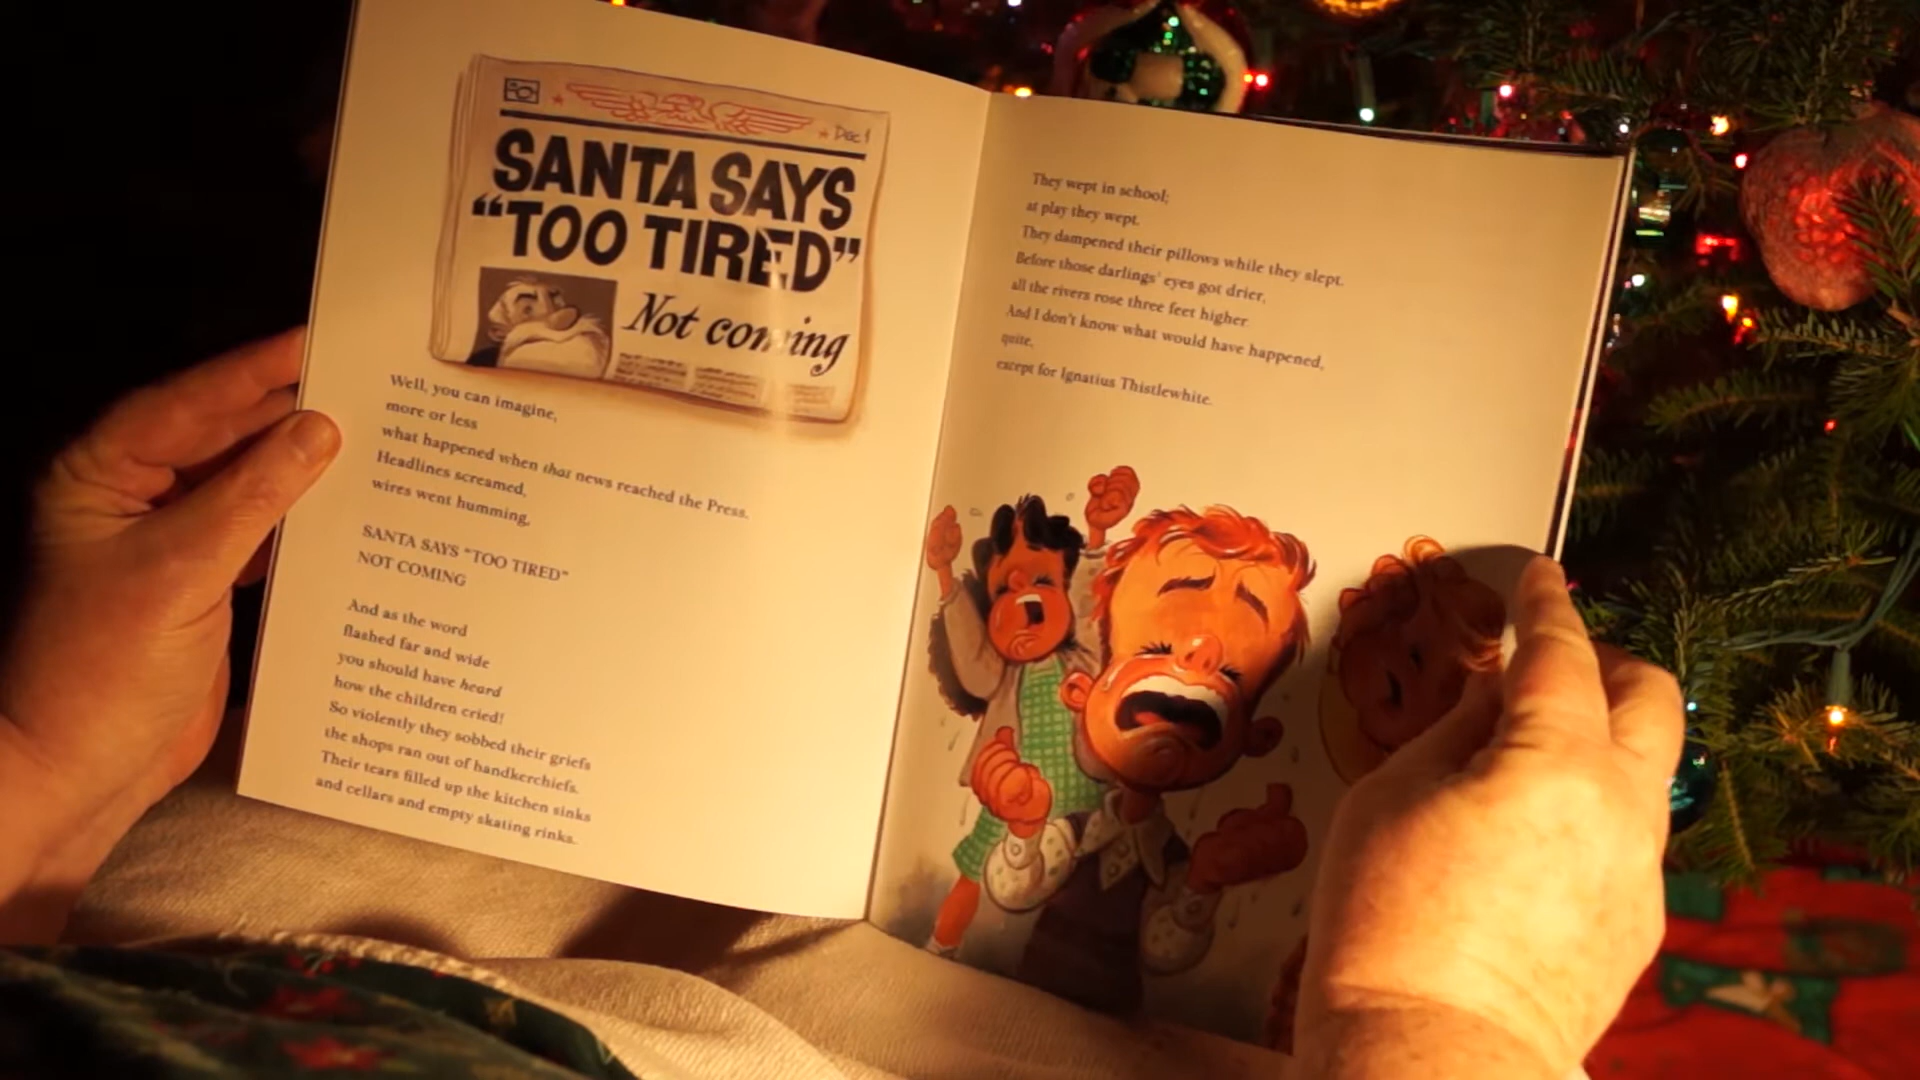 Dec 1
SANTA SAYS
“TOO TIRED”
Not coming
Well, you can imagine,
more or less
what happened when that news reached the Press.
Headlines screamed,
wires went humming,
SANTA SAYS “TOO TIRED”
NOT COMING
And as the word
flashed far and wide
you should have heard
how the children cried!
So violently they sobbed their griefs
the shops ran out of handkerchiefs.
Their tears filled up the kitchen sinks
and cellars and empty skating rinks.
They wept in school;
at play they wept.
They dampened their pillows while they slept.
Before those darlings’ eyes got drier,
all the rivers rose three feet higher.
And I don’t know what would have happened,
quite,
except for Ignatius Thistlewhite.